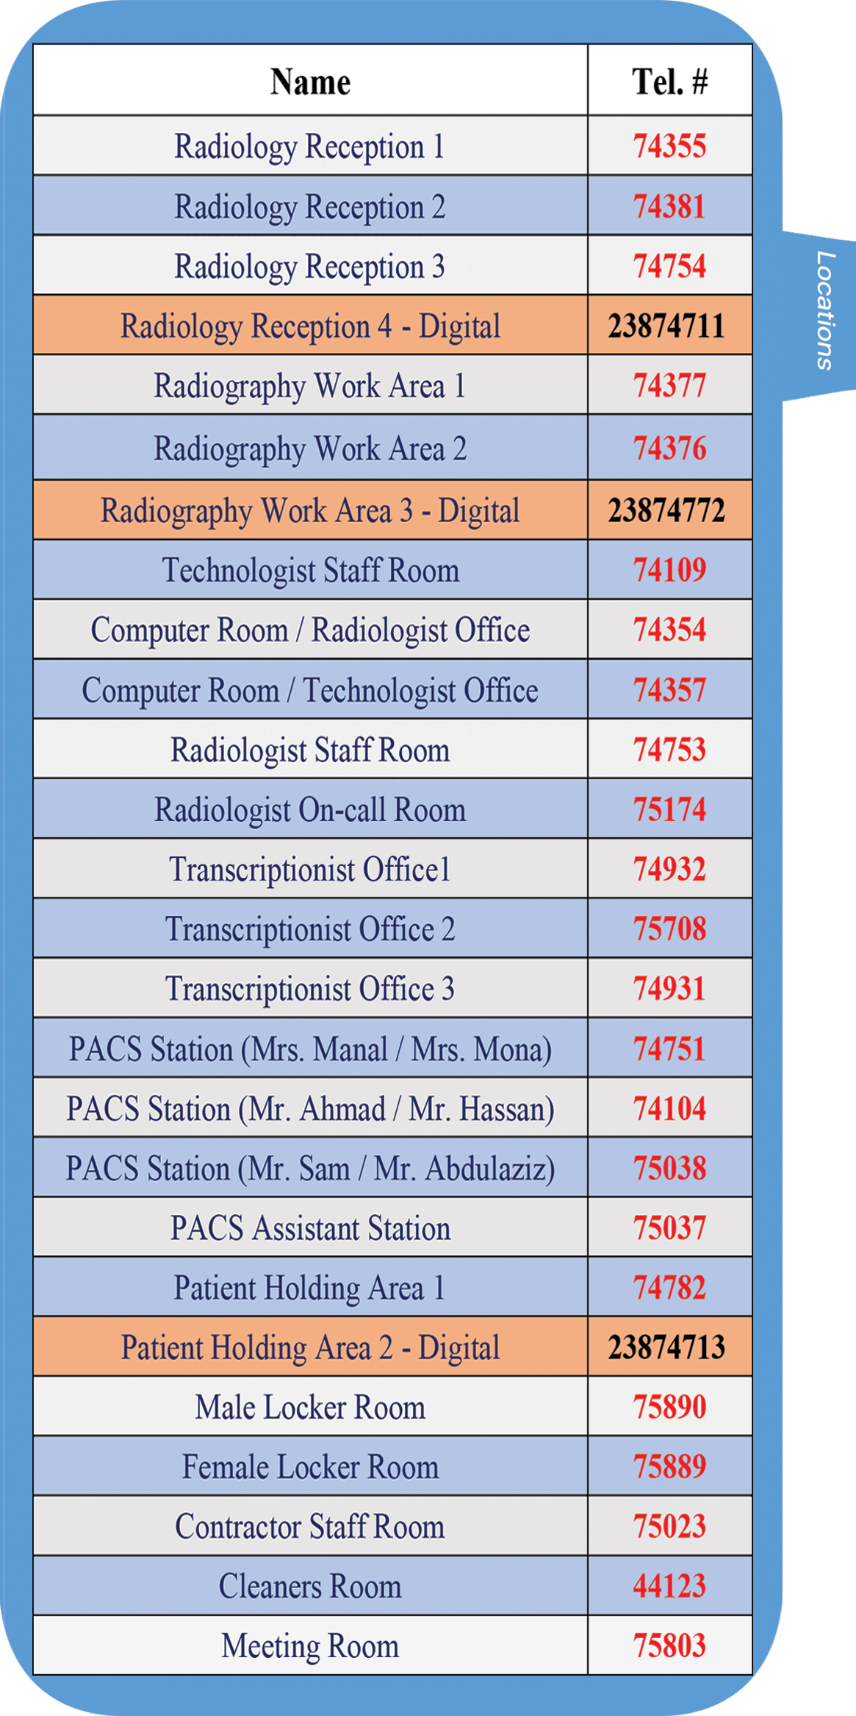 Name Tel. #
Radiology Reception 1 74355
Radiology Reception 2 74381
Radiology Reception 3 74754
Radiology Reception 4 - Digital 23874711
Radiography Work Area 1 74377
Radiography Work Area 2 74376
Radiography Work Area 3 - Digital 23874772
Technologist Staff Room 74109
Computer Room / Radiologist Office 74354
Computer Room / Technologist Office 74357
Radiologist Staff Room 74753
Radiologist On-call Room 75174
Transcriptionist Office1 74932
Transcriptionist Office 2 75708
Transcriptionist Office 3 74931
PACS Station (Mrs. Manal / Mrs. Mona) 74751
PACS Station (Mr. Ahmad / Mr. Hassan) 74104
PACS Station (Mr. Sam / Mr. Abdulaziz) 75038
PACS Assistant Station 75037
Patient Holding Area 1 74782
Patient Holding Area 2 - Digital 23874713
Male Locker Room 75890
Female Locker Room 75889
Contractor Staff Room 75023
Cleaners Room 44123
Meeting Room 75803
Locations